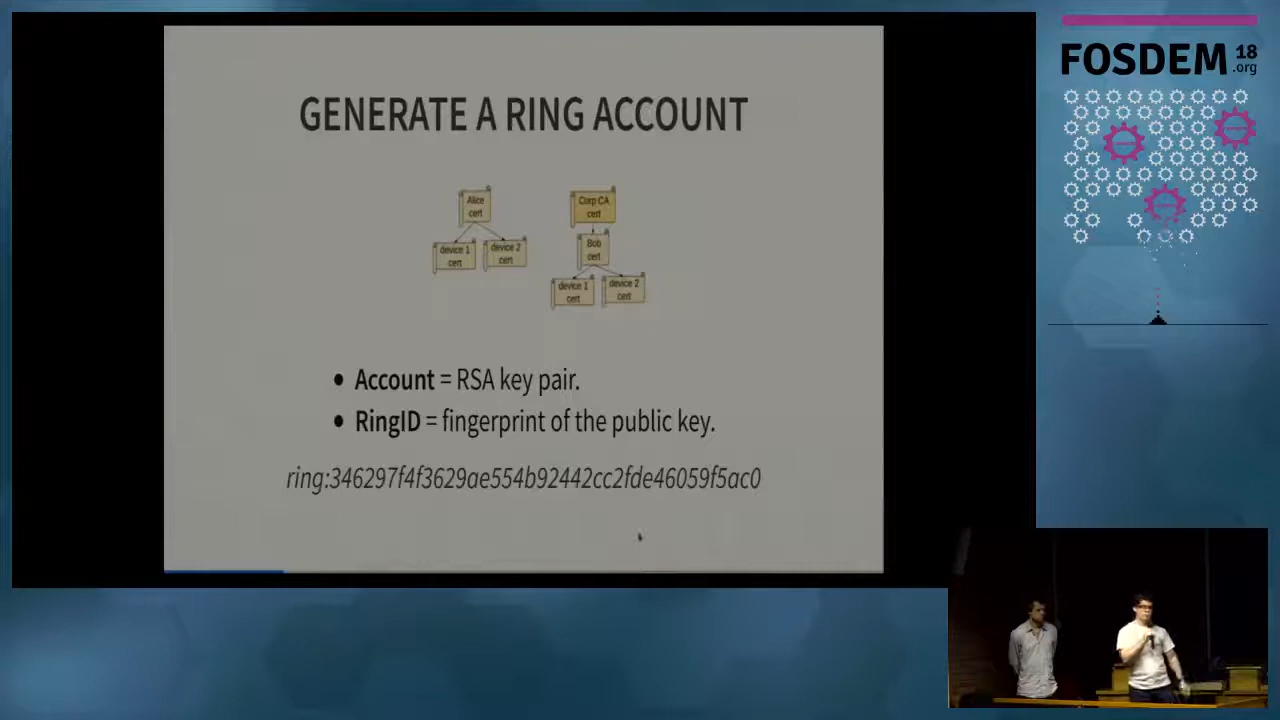 GENERATE A RING ACCOUNT
Alice
cert
device 1
cert
device 2
cert
Corp CA
cert
Bob
cert
device 1
cert
device 2
cert
• Account = RSA key pair.
• RingID = fingerprint of the public key.
ring:346297f4f3629ae554b92442cc2fde46059f5ac0
FOSDEM 18
.org